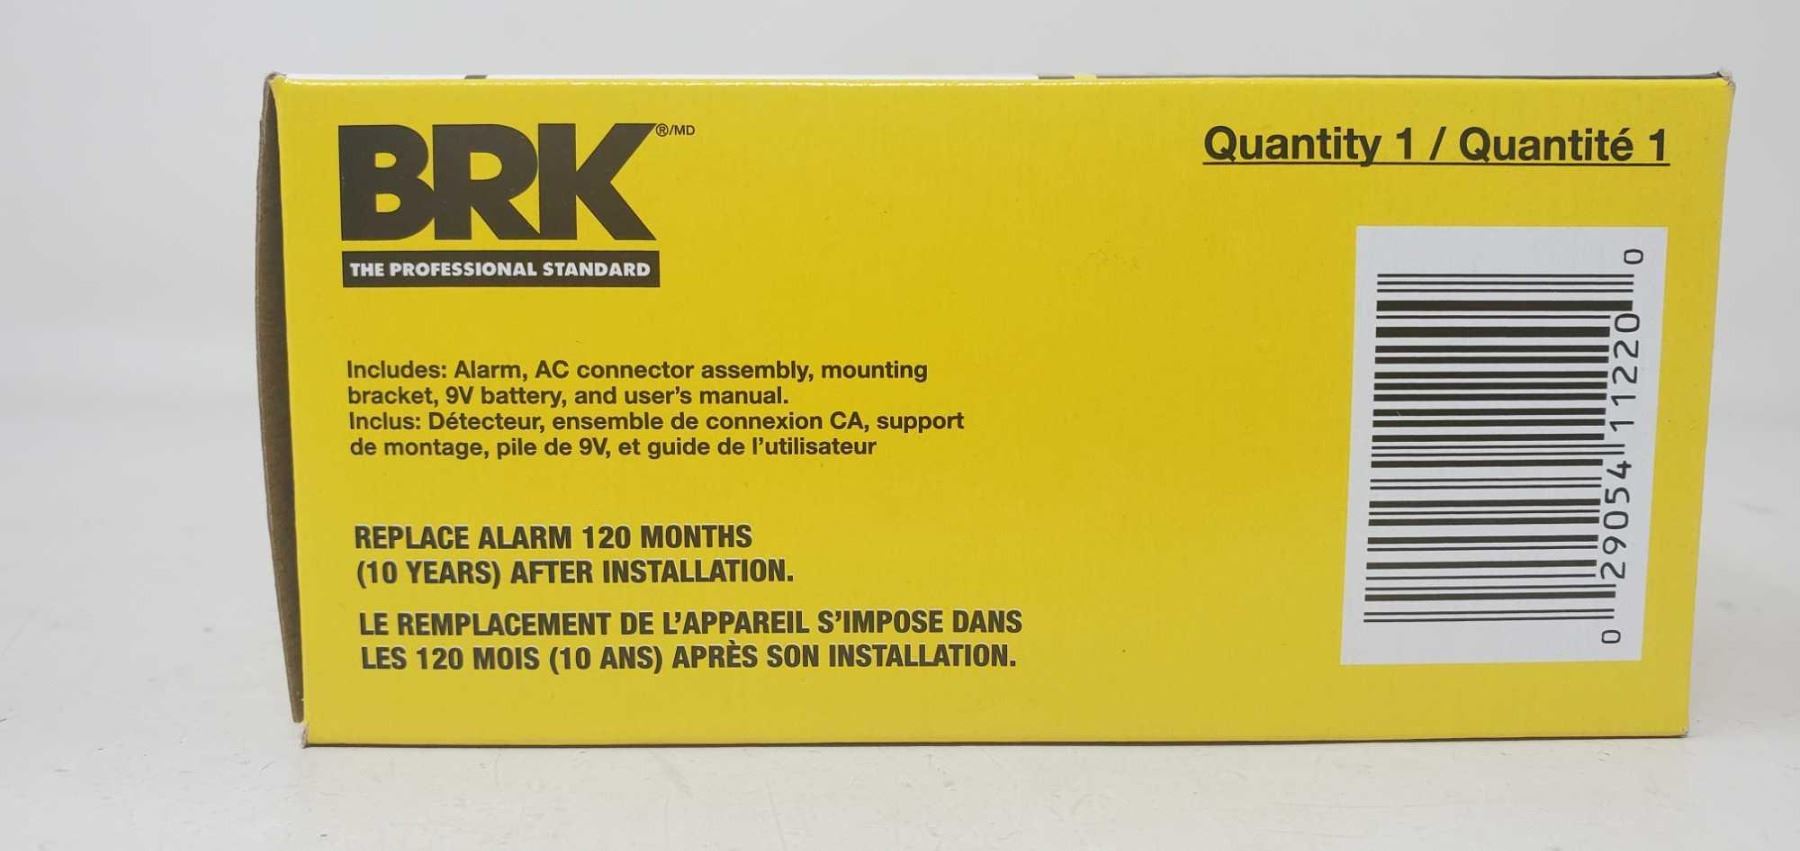 BRK®/MD
THE PROFESSIONAL STANDARD
Quantity 1 / Quantité 1
Includes: Alarm, AC connector assembly, mounting
bracket, 9V battery, and user's manual.
Inclus: Détecteur, ensemble de connexion CA, support
de montage, pile de 9V, et guide de l'utilisateur
REPLACE ALARM 120 MONTHS
(10 YEARS) AFTER INSTALLATION.
LE REMPLACEMENT DE L'APPAREIL S'IMPOSE DANS
LES 120 MOIS (10 ANS) APRÈS SON INSTALLATION.
0 29054 11220 0